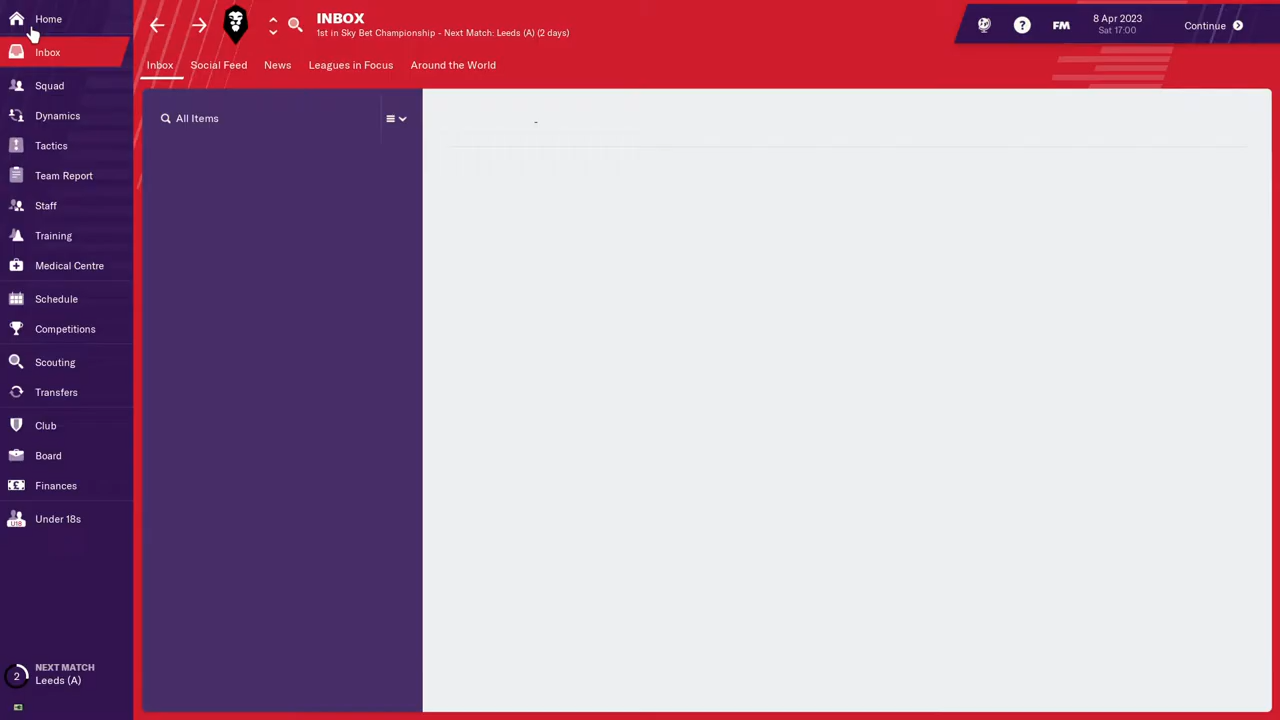 Home
Inbox
Squad
Dynamics
Tactics
Team Report
Staff
Training
Medical Centre
Schedule
Competitions
Scouting
Transfers
Club
Board
Finances
U18
Under 18s
2
NEXT MATCH
Leeds (A)
INBOX
1st in Sky Bet Championship - Next Match: Leeds (A) (2 days)
?
FM
8 Apr 2023
Sat 17:00
Continue
Inbox
Social Feed
News
Leagues in Focus
Around the World
All Items
-